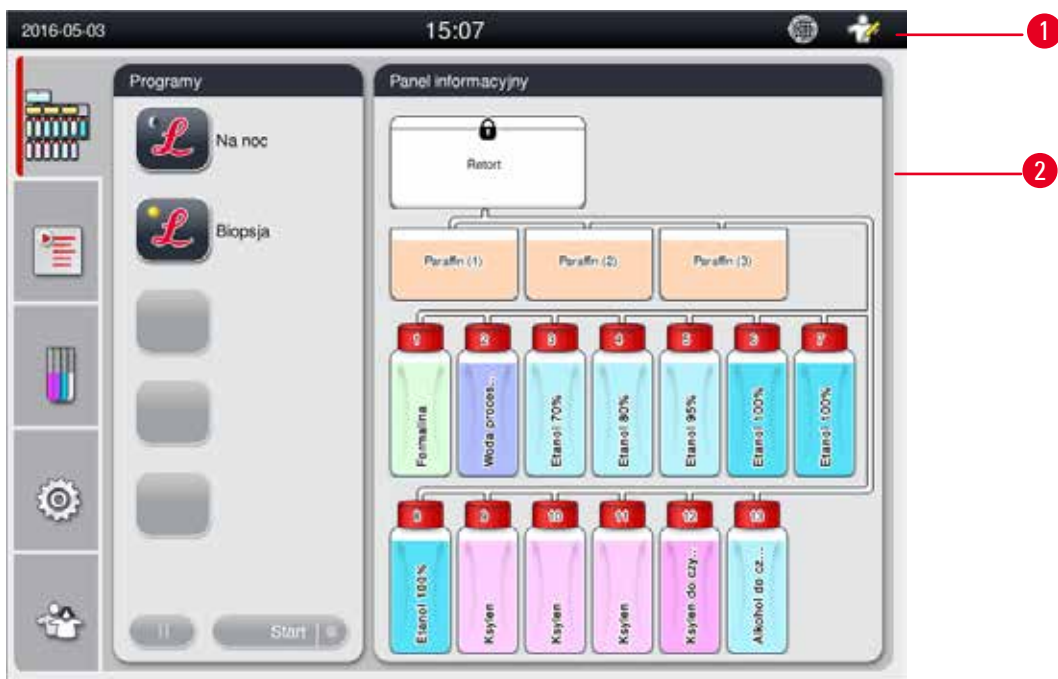 2016-05-03
15:07
1
Programy
Na noc
Biopsja
Start
Panel informacyjny
Retort
2
Paraffin (1)
Paraffin (2)
Paraffin (3)
1
2
3
4
5
6
7
Formalina
Woda proces...
Etanol 70%
Etanol 80%
Etanol 95%
Etanol 100%
Etanol 100%
8
9
10
11
12
13
Etanol 100%
Ksylen
Ksylen
Ksylen
Ksylen do czy...
Alkohol do cz...